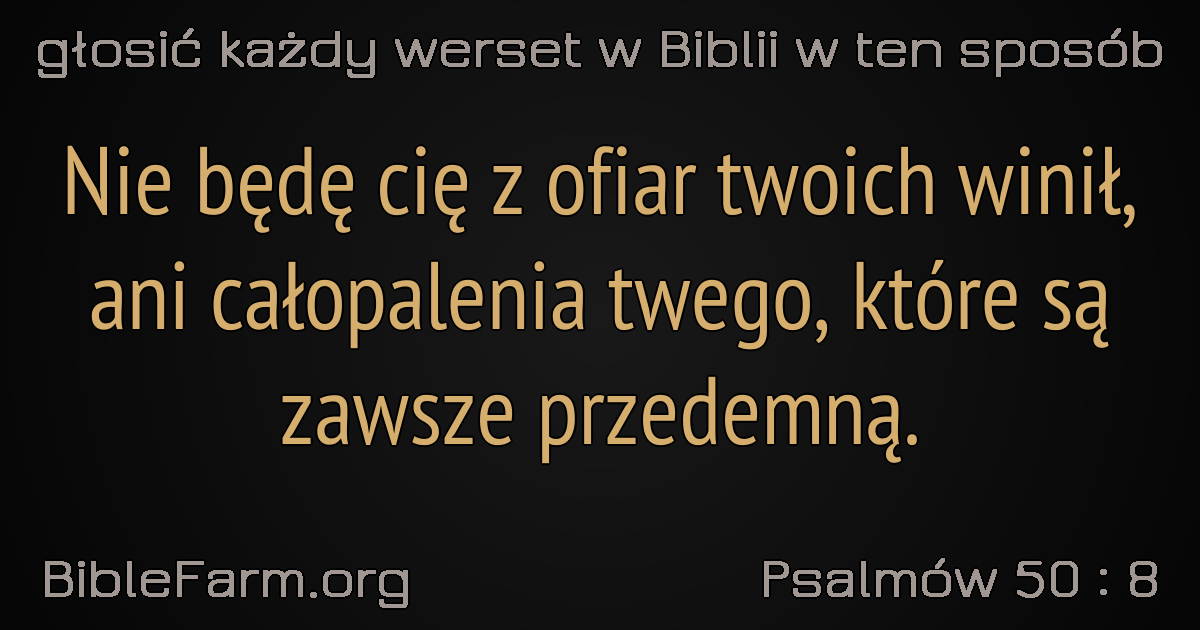 głosić każdy werset w Biblii w ten sposób
Nie będę cię z ofiar twoich winił,
ani całopalenia twego, które są
zawsze przedemną.
BibleFarm.org
Psalmów 50 : 8